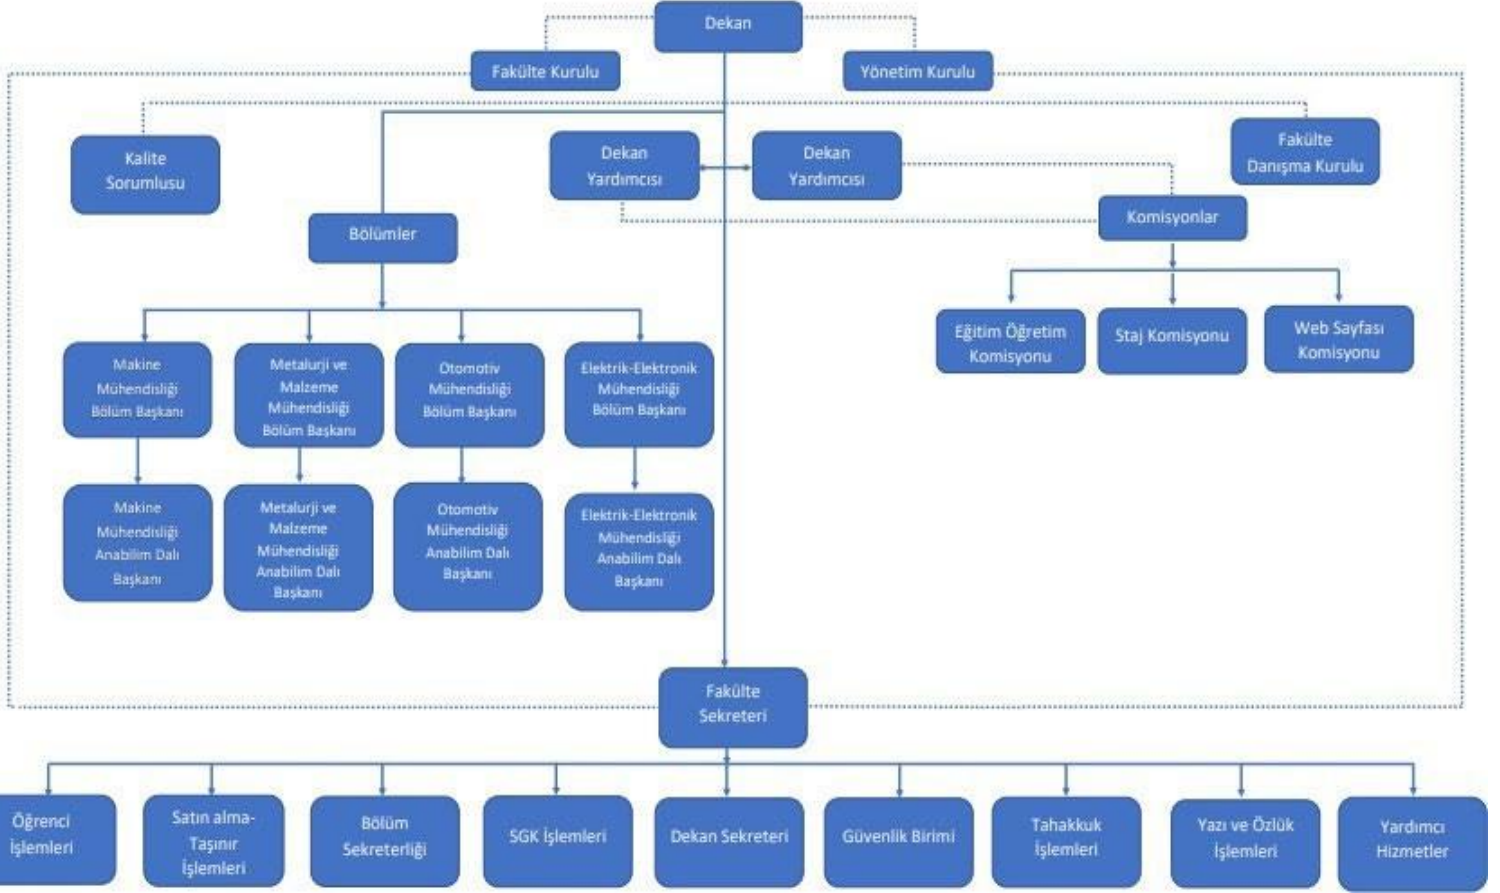 Dekan
Fakülte Kurulu
Yönetim Kurulu
Kalite
Sorumlusu
Dekan
Yardımcısı
Dekan
Yardımcısı
Fakülte
Danışma Kurulu
Bölümler
Komisyonlar
Eğitim Öğretim
Komisyonu
Staj Komisyonu
Web Sayfası
Komisyonu
Makine
Mühendisliği
Bölüm Başkanı
Metalurji ve
Malzeme
Mühendisliği
Bölüm Başkanı
Otomotiv
Mühendisliği
Bölüm Başkanı
Elektrik-Elektronik
Mühendisliği
Bölüm Başkanı
Makine
Mühendisliği
Anabilim Dalı
Başkanı
Metalurji ve
Malzeme
Mühendisliği
Anabilim Dalı
Başkanı
Otomotiv
Mühendisliği
Anabilim Dalı
Başkanı
Elektrik-Elektronik
Mühendisliği
Anabilim Dalı
Başkanı
Fakülte
Sekreteri
Öğrenci
İşlemleri
Satın alma-
Taşınır
İşlemleri
Bölüm
Sekreterliği
SGK İşlemleri
Dekan Sekreteri
Güvenlik Birimi
Tahakkuk
İşlemleri
Yazı ve Özlük
İşlemleri
Yardımcı
Hizmetler